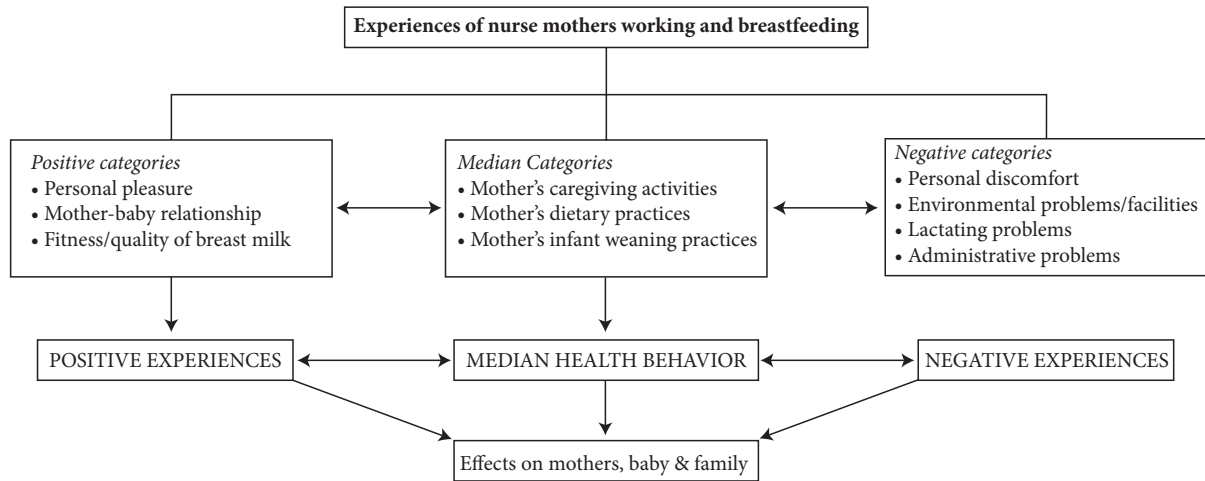 Experiences of nurse mothers working and breastfeeding
Positive categories
• Personal pleasure
• Mother-baby relationship
• Fitness/quality of breast milk
Median Categories
• Mother’s caregiving activities
• Mother’s dietary practices
• Mother’s infant weaning practices
Negative categories
• Personal discomfort
• Environmental problems/facilities
• Lactating problems
• Administrative problems
POSITIVE EXPERIENCES
MEDIAN HEALTH BEHAVIOR
NEGATIVE EXPERIENCES
Effects on mothers, baby & family